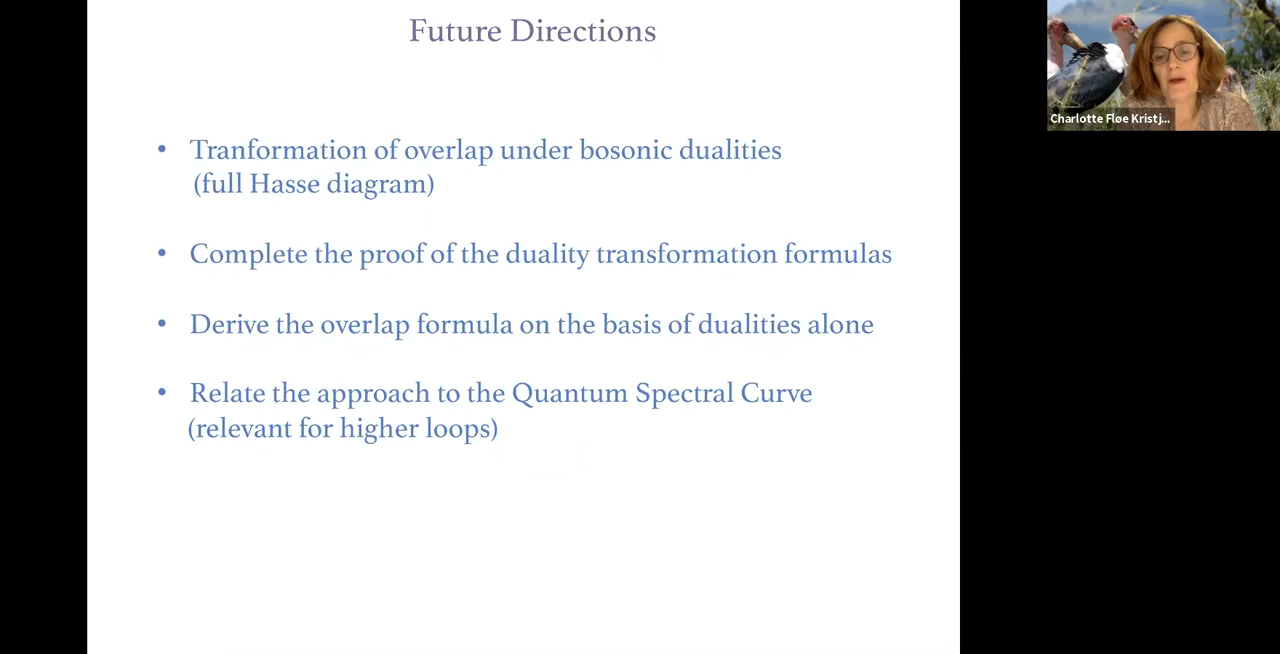 Future Directions
• Tranformation of overlap under bosonic dualities
(full Hasse diagram)
• Complete the proof of the duality transformation formulas
• Derive the overlap formula on the basis of dualities alone
• Relate the approach to the Quantum Spectral Curve
(relevant for higher loops)
Charlotte Fløe Kristj...